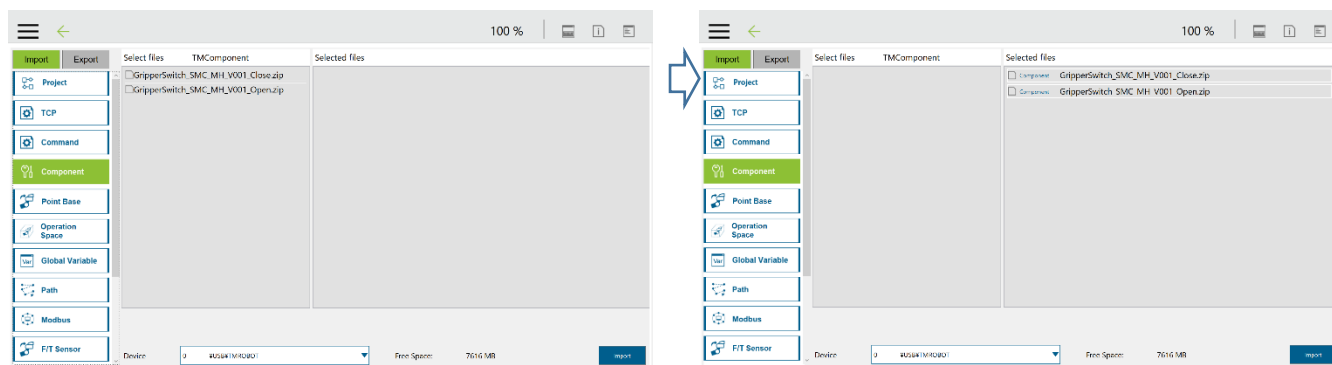 100 %
Import Export Select files TMComponent Selected files
Project
GripperSwitch_SMC_MH_V001_Close.zip
GripperSwitch_SMC_MH_V001_Open.zip
TCP
Command
Component
Point Base
Operation
Space
Var Global Variable
Path
Modbus
F/T Sensor
Device 0 ¥USB¥TMROBOT Free Space: 7616 MB Import
100 %
Import Export Select files TMComponent Selected files
Project
Component GripperSwitch_SMC_MH_V001_Close.zip
Component GripperSwitch_SMC_MH_V001_Open.zip
TCP
Command
Component
Point Base
Operation
Space
Var Global Variable
Path
Modbus
F/T Sensor
Device 0 ¥USB¥TMROBOT Free Space: 7616 MB Import